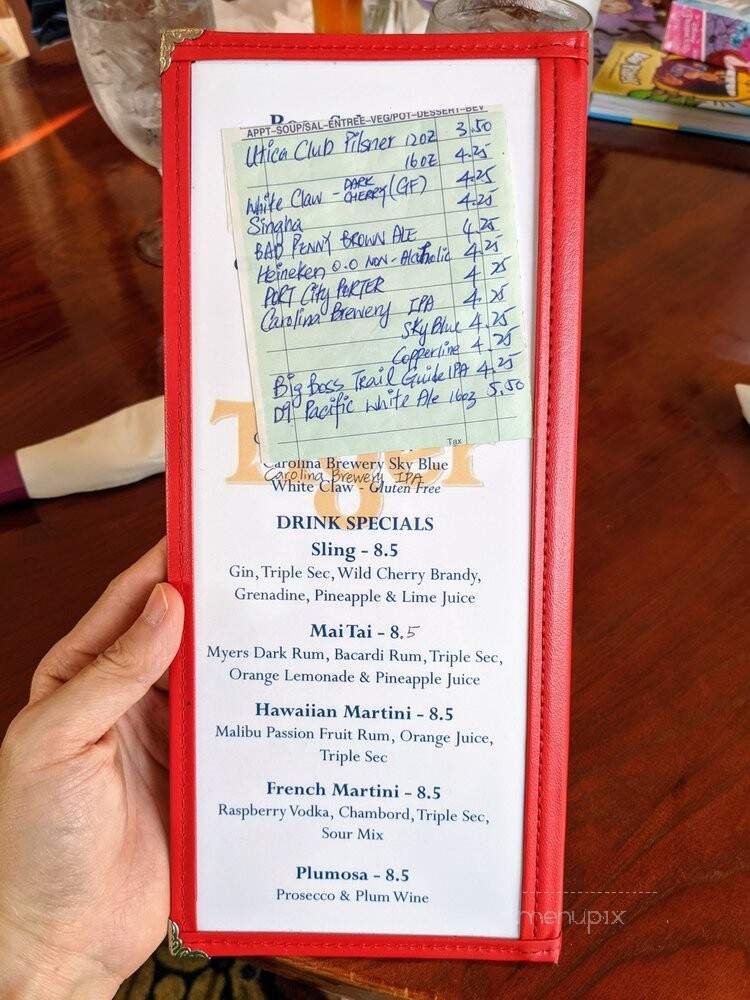 APPT-SOUP/SAL-ENTREE-VEG/POT-DESSERT-BEV
Utica Club Pilsner 12oz 3.50
16oz 4.25
White Claw - DARK CHERRY (GF) 4.25
Singha 4.25
BAD PENNY BROWN ALE 4.25
Heineken 0.0 NON-Alcoholic 4.25
PORT City PORTER 4.25
Carolina Brewery IPA 4.25
Sky Blue 4.25
Copperline 4.25
Big Boss Trail Guide IPA 4.25
D9 Pacific White Ale 16oz 5.50
Tax
Carolina Brewery Sky Blue
Carolina Brewery IPA
White Claw - Gluten Free
DRINK SPECIALS
Sling - 8.5
Gin, Triple Sec, Wild Cherry Brandy,
Grenadine, Pineapple & Lime Juice
Mai Tai - 8.5
Myers Dark Rum, Bacardi Rum, Triple Sec,
Orange Lemonade & Pineapple Juice
Hawaiian Martini - 8.5
Malibu Passion Fruit Rum, Orange Juice,
Triple Sec
French Martini - 8.5
Raspberry Vodka, Chambord, Triple Sec,
Sour Mix
Plumosa - 8.5
Prosecco & Plum Wine
menupix